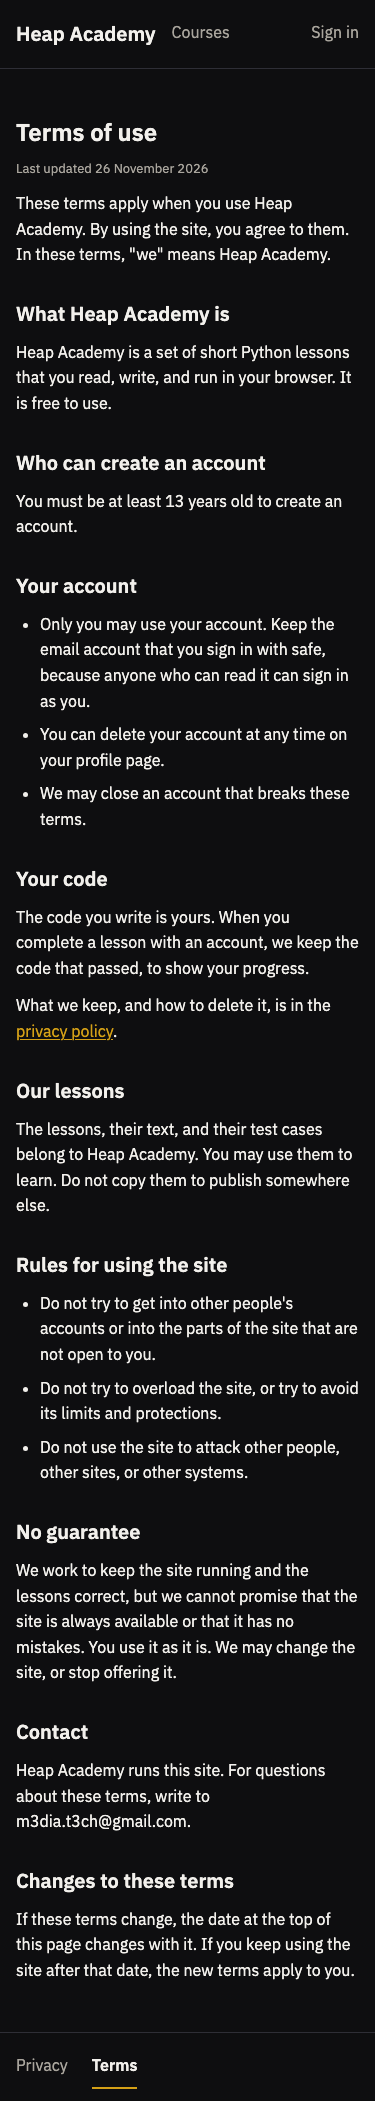 Heap Academy Courses Sign in
Terms of use
Last updated 26 November 2026
These terms apply when you use Heap
Academy. By using the site, you agree to them.
In these terms, "we" means Heap Academy.
What Heap Academy is
Heap Academy is a set of short Python lessons
that you read, write, and run in your browser. It
is free to use.
Who can create an account
You must be at least 13 years old to create an
account.
Your account
• Only you may use your account. Keep the
email account that you sign in with safe,
because anyone who can read it can sign in
as you.
• You can delete your account at any time on
your profile page.
• We may close an account that breaks these
terms.
Your code
The code you write is yours. When you
complete a lesson with an account, we keep the
code that passed, to show your progress.
What we keep, and how to delete it, is in the
privacy policy.
Our lessons
The lessons, their text, and their test cases
belong to Heap Academy. You may use them to
learn. Do not copy them to publish somewhere
else.
Rules for using the site
• Do not try to get into other people's
accounts or into the parts of the site that are
not open to you.
• Do not try to overload the site, or try to avoid
its limits and protections.
• Do not use the site to attack other people,
other sites, or other systems.
No guarantee
We work to keep the site running and the
lessons correct, but we cannot promise that the
site is always available or that it has no
mistakes. You use it as it is. We may change the
site, or stop offering it.
Contact
Heap Academy runs this site. For questions
about these terms, write to
m3dia.t3ch@gmail.com.
Changes to these terms
If these terms change, the date at the top of
this page changes with it. If you keep using the
site after that date, the new terms apply to you.
Privacy Terms